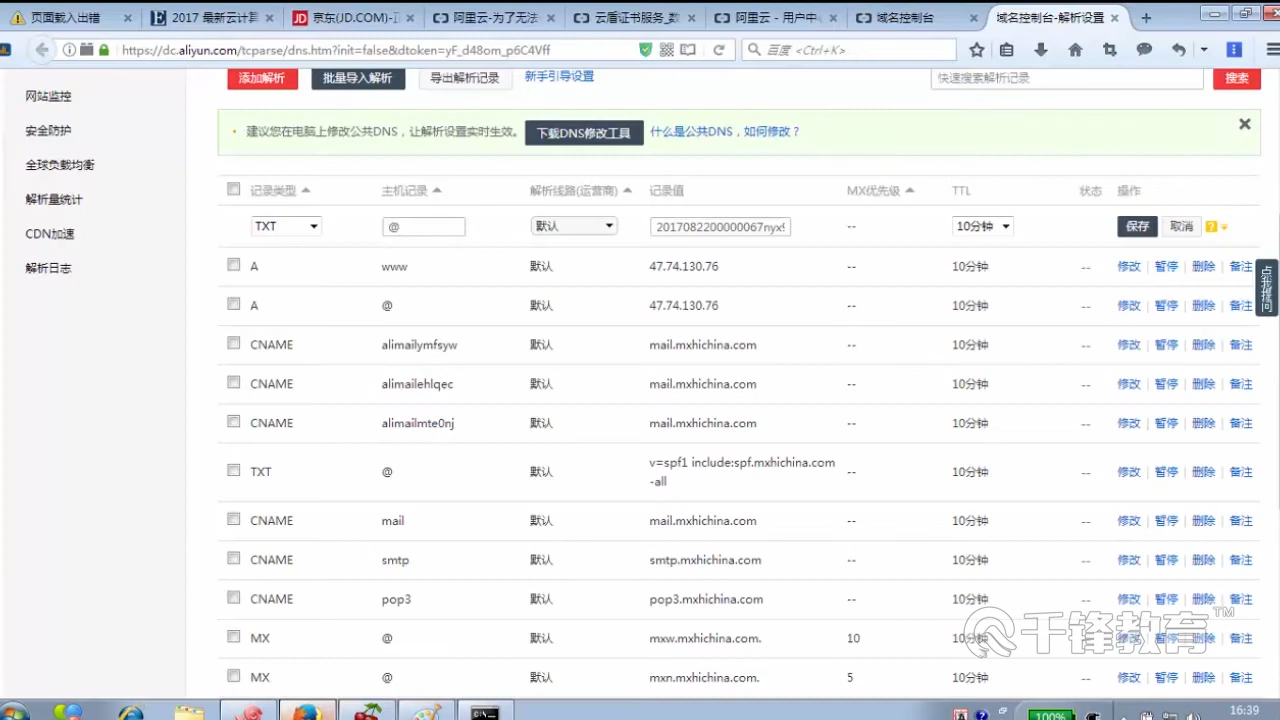 页面载入出错
2017 最新云计算
京东(JD.COM)-正
阿里云-为了无法
云盾证书服务_数
阿里云 - 用户中
域名控制台
域名控制台-解析设置
https://dc.aliyun.com/tcparse/dns.htm?init=false&dtoken=yF_d48om_p6C4Vff
百度 <Ctrl+K>
网站监控
安全防护
全球负载均衡
解析量统计
CDN加速
解析日志
添加解析 批量导入解析 导出解析记录 新手引导设置 快速搜索解析记录 搜索
建议您在电脑上修改公共DNS，让解析设置实时生效。 下载DNS修改工具 什么是公共DNS，如何修改？
记录类型 主机记录 解析线路(运营商) 记录值 MX优先级 TTL 状态 操作
TXT @ 默认 2017082200000067nyx! -- 10分钟 保存 取消
A www 默认 47.74.130.76 -- 10分钟 -- 修改 | 暂停 | 删除 | 备注
A @ 默认 47.74.130.76 -- 10分钟 -- 修改 | 暂停 | 删除 | 备注
CNAME alimailymfsyw 默认 mail.mxhichina.com -- 10分钟 -- 修改 | 暂停 | 删除 | 备注
CNAME alimailehlqec 默认 mail.mxhichina.com -- 10分钟 -- 修改 | 暂停 | 删除 | 备注
CNAME alimailmte0nj 默认 mail.mxhichina.com -- 10分钟 -- 修改 | 暂停 | 删除 | 备注
TXT @ 默认 v=spf1 include:spf.mxhichina.com -- 10分钟 -- 修改 | 暂停 | 删除 | 备注
-all
CNAME mail 默认 mail.mxhichina.com -- 10分钟 -- 修改 | 暂停 | 删除 | 备注
CNAME smtp 默认 smtp.mxhichina.com -- 10分钟 -- 修改 | 暂停 | 删除 | 备注
CNAME pop3 默认 pop3.mxhichina.com -- 10分钟 -- 修改 | 暂停 | 删除 | 备注
MX @ 默认 mxw.mxhichina.com. 10 10分钟 -- 修改 | 暂停 | 删除 | 备注
MX @ 默认 mxn.mxhichina.com. 5 10分钟 -- 修改 | 暂停 | 删除 | 备注
点我提问
千锋教育™
100%
16:39